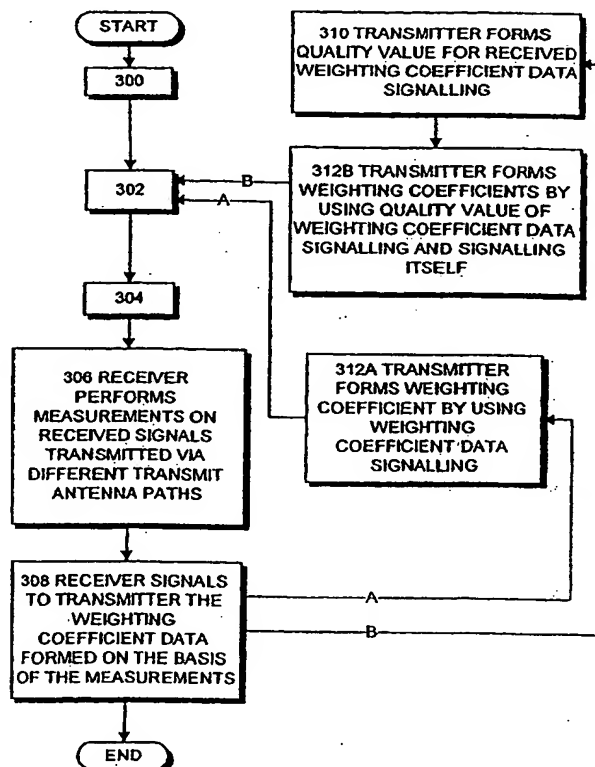 START
300
302
304
306 RECEIVER
PERFORMS
MEASUREMENTS ON
RECEIVED SIGNALS
TRANSMITTED VIA
DIFFERENT TRANSMIT
ANTENNA PATHS
308 RECEIVER SIGNALS
TO TRANSMITTER THE
WEIGHTING
COEFFICIENT DATA
FORMED ON THE BASIS
OF THE MEASUREMENTS
END
310 TRANSMITTER FORMS
QUALITY VALUE FOR RECEIVED
WEIGHTING COEFFICIENT DATA
SIGNALLING
312B TRANSMITTER FORMS
WEIGHTING COEFFICIENTS BY
USING QUALITY VALUE OF
WEIGHTING COEFFICIENT DATA
SIGNALLING AND SIGNALLING
ITSELF
B
A
312A TRANSMITTER
FORMS WEIGHTING
COEFFICIENT BY USING
WEIGHTING
COEFFICIENT DATA
SIGNALLING
A
B